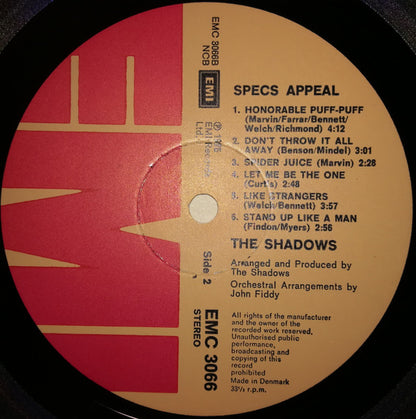 EMC 3066B
NCB
EMI
Ⓟ 1975
EMI Records
Ltd.
SPECS APPEAL
1. HONORABLE PUFF-PUFF
(Marvin/Farrar/Bennett/
Welch/Richmond) 4:12
2. DON'T THROW IT ALL
AWAY (Benson/Mindel) 3:01
3. SPIDER JUICE (Marvin) 2:28
4. LET ME BE THE ONE
(Curtis) 2:48
5. LIKE STRANGERS
(Welch/Bennett) 3:57
6. STAND UP LIKE A MAN
(Findon/Myers) 2:56
THE SHADOWS
Arranged and Produced by
The Shadows
Orchestral Arrangements by
John Fiddy
Side 2
EMC 3066
STEREO
All rights of the manufacturer
and the owner of the
recorded work reserved.
Unauthorised public
performance,
broadcasting and
copying of this
record
prohibited
Made in Denmark
33⅓ r.p.m.
EMI